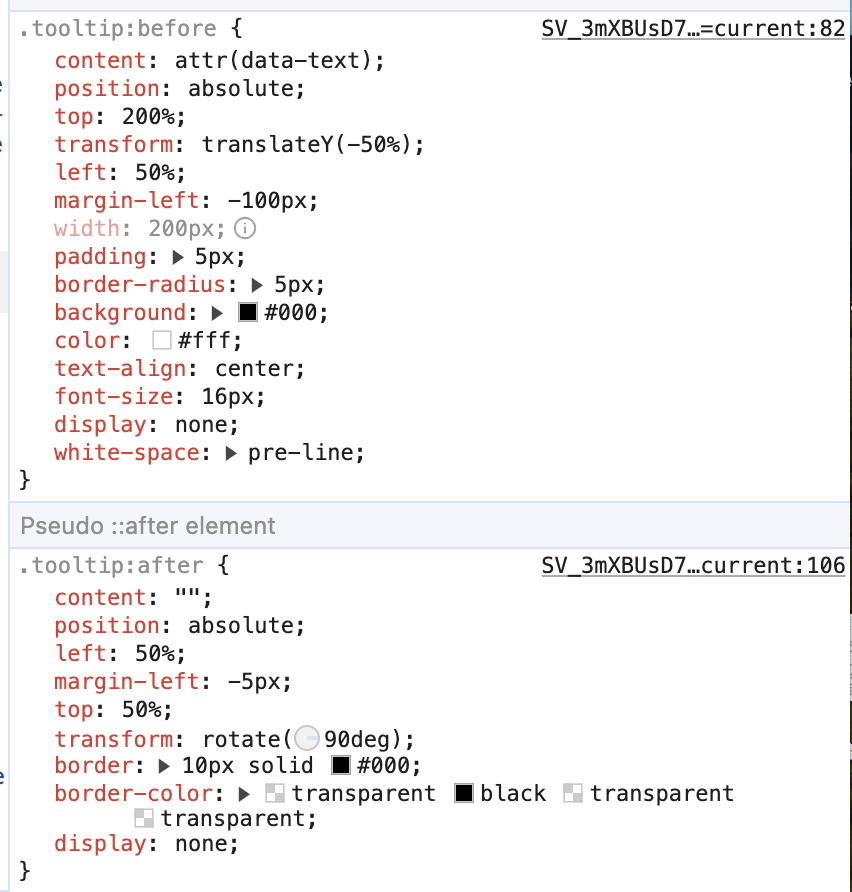 .tooltip:before { SV_3mXBUsD7…=current:82
content: attr(data-text);
position: absolute;
top: 200%;
transform: translateY(-50%);
left: 50%;
margin-left: -100px;
width: 200px;
padding: 5px;
border-radius: 5px;
background: #000;
color: #fff;
text-align: center;
font-size: 16px;
display: none;
white-space: pre-line;
}
Pseudo ::after element
.tooltip:after { SV_3mXBUsD7…current:106
content: "";
position: absolute;
left: 50%;
margin-left: -5px;
top: 50%;
transform: rotate(90deg);
border: 10px solid #000;
border-color: transparent black transparent
transparent;
display: none;
}